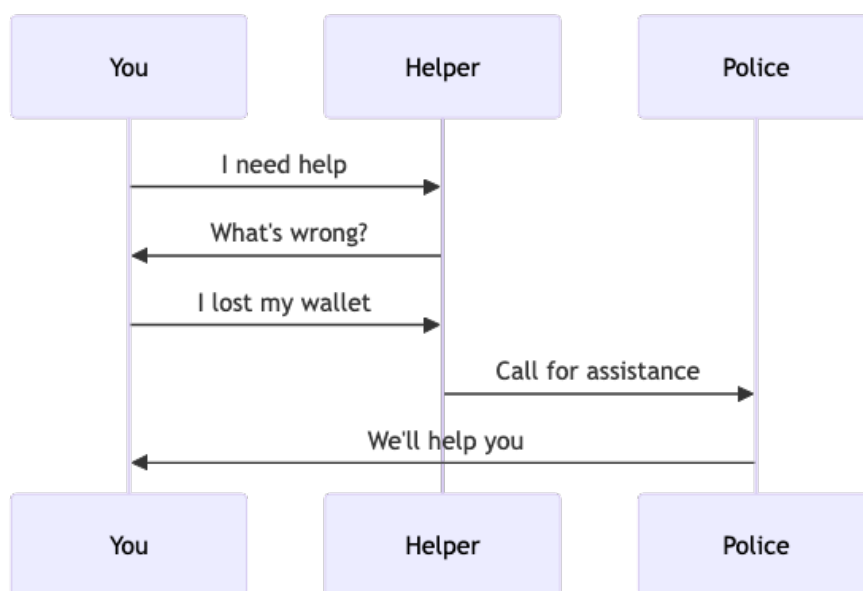 You Helper Police
I need help
What's wrong?
I lost my wallet
Call for assistance
We'll help you
You Helper Police